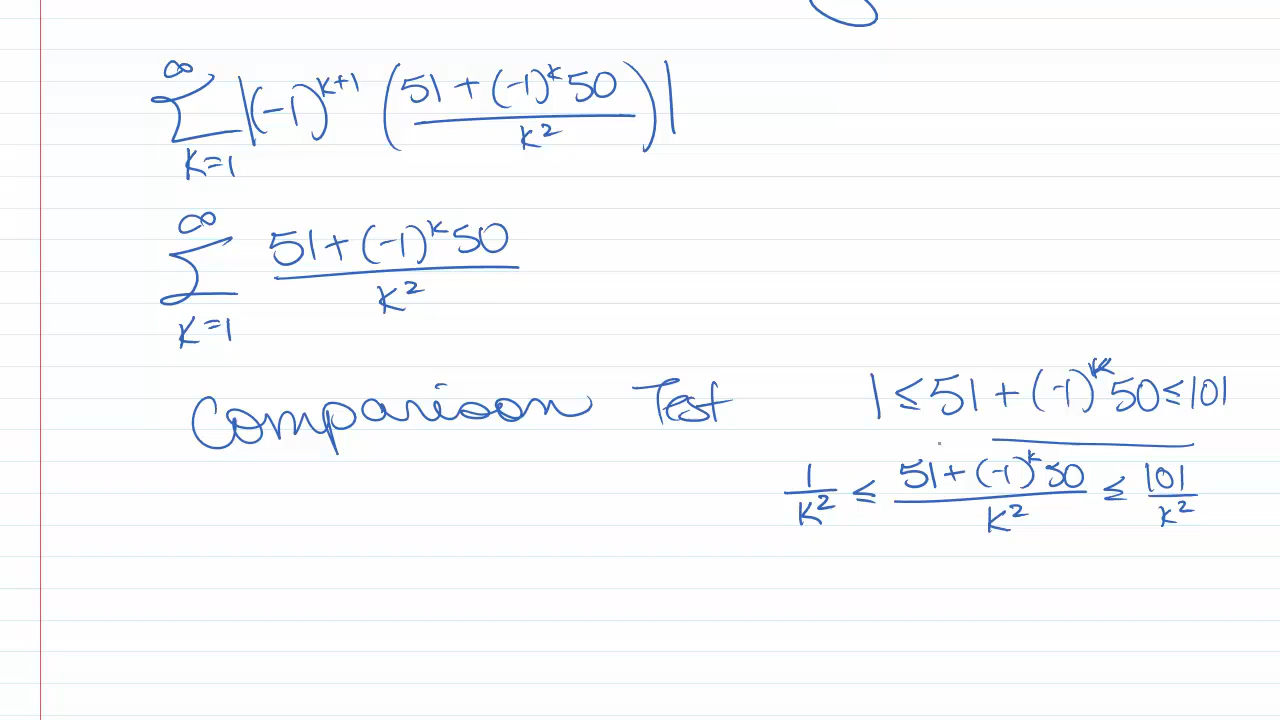 ∞
∑ |(-1)^{k+1} ( (51 + (-1)^k 50) / k² )|
k=1
∞
∑ (51 + (-1)^k 50) / k²
k=1
Comparison Test
1 ≤ 51 + (-1)^k 50 ≤ 101
1/k² ≤ (51 + (-1)^k 50) / k² ≤ 101/k²